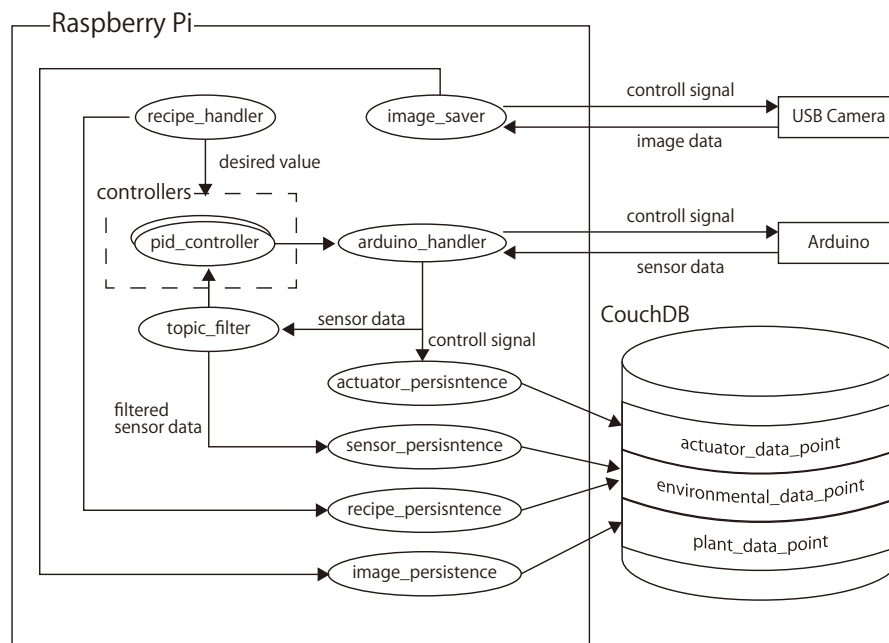 Raspberry Pi
recipe_handler
image_saver
controll signal
USB Camera
image data
desired value
controllers
pid_controller
arduino_handler
controll signal
Arduino
sensor data
topic_filter
sensor data
controll signal
CouchDB
actuator_persisntence
filtered
sensor data
sensor_persisntence
actuator_data_point
recipe_persisntence
environmental_data_point
image_persistence
plant_data_point